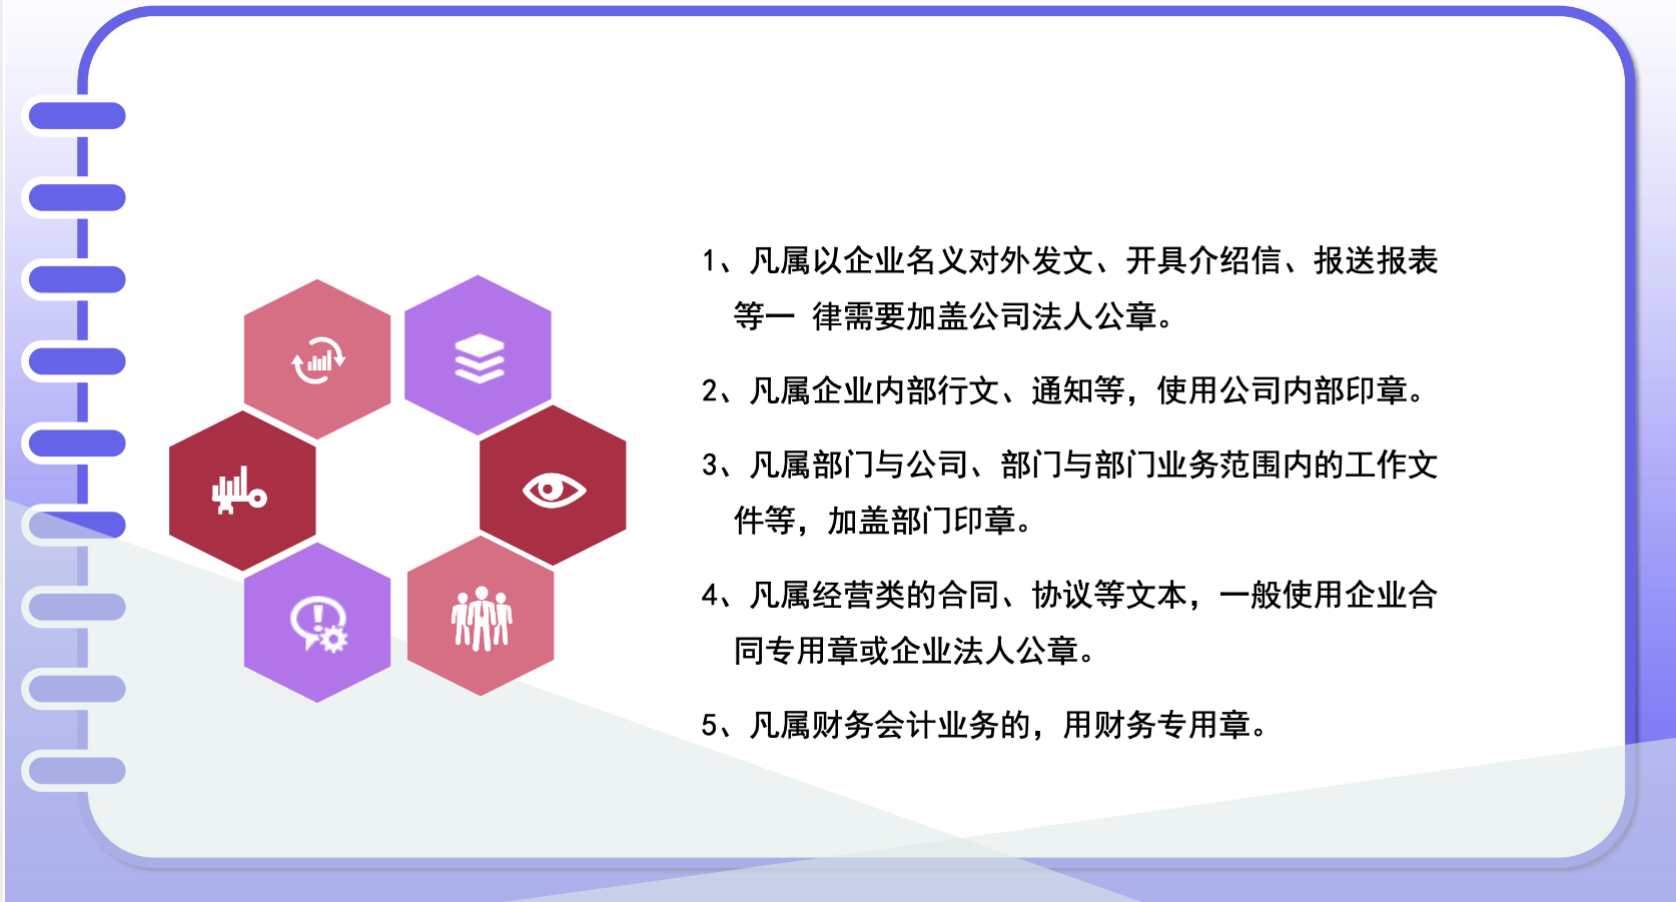 1、凡属以企业名义对外发文、开具介绍信、报送报表
等一 律需要加盖公司法人公章。
2、凡属企业内部行文、通知等，使用公司内部印章。
3、凡属部门与公司、部门与部门业务范围内的工作文
件等，加盖部门印章。
4、凡属经营类的合同、协议等文本，一般使用企业合
同专用章或企业法人公章。
5、凡属财务会计业务的，用财务专用章。